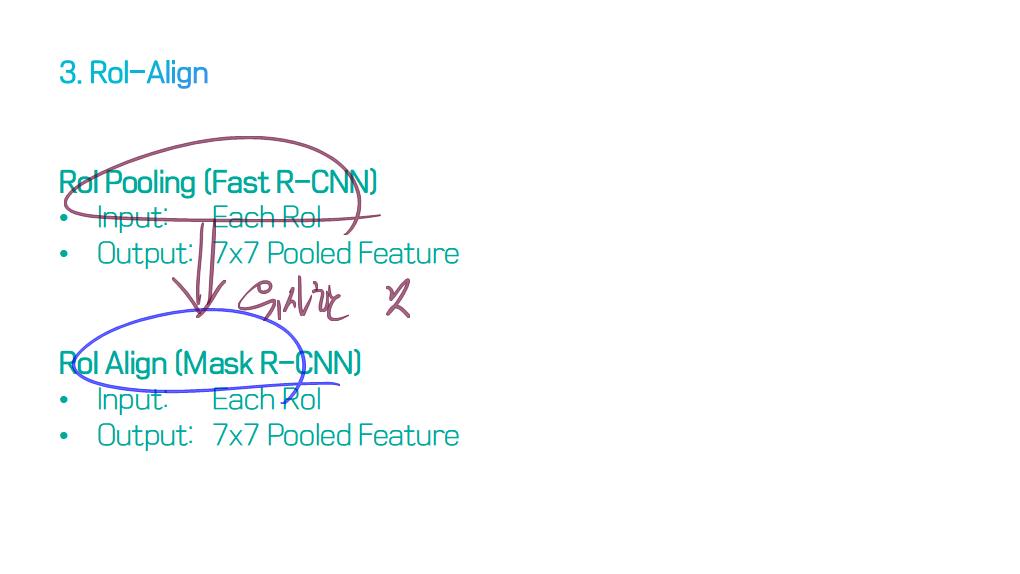 3. RoI-Align
RoI Pooling (Fast R-CNN)
• Input: Each RoI
• Output: 7x7 Pooled Feature
유사한 것
RoI Align (Mask R-CNN)
• Input: Each RoI
• Output: 7x7 Pooled Feature